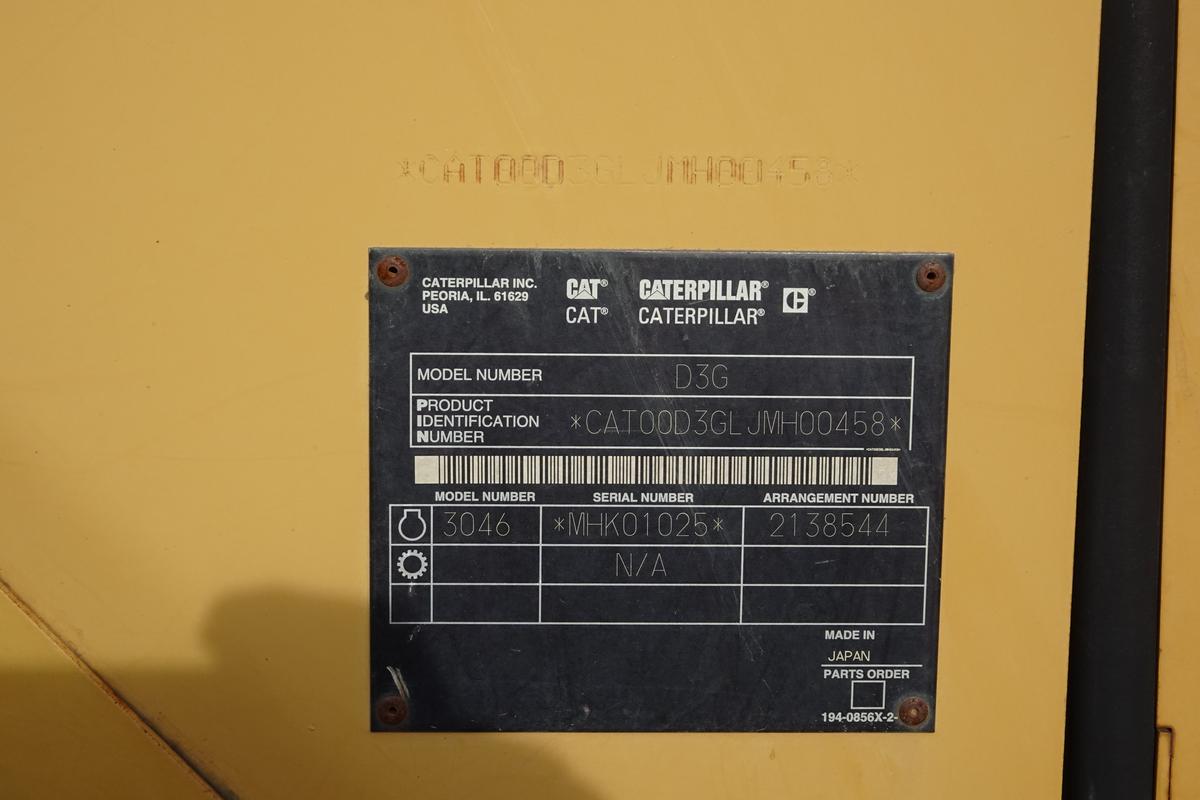 *CAT00D3GLJMH00458*
CATERPILLAR INC.
PEORIA, IL. 61629
USA
CAT® CATERPILLAR® C®
CAT® CATERPILLAR®
MODEL NUMBER D3G
PRODUCT
IDENTIFICATION
NUMBER
*CAT00D3GLJMH00458*
MODEL NUMBER SERIAL NUMBER ARRANGEMENT NUMBER
3046 *MHK01025* 2138544
N/A
MADE IN
JAPAN
PARTS ORDER
194-0856X-2-